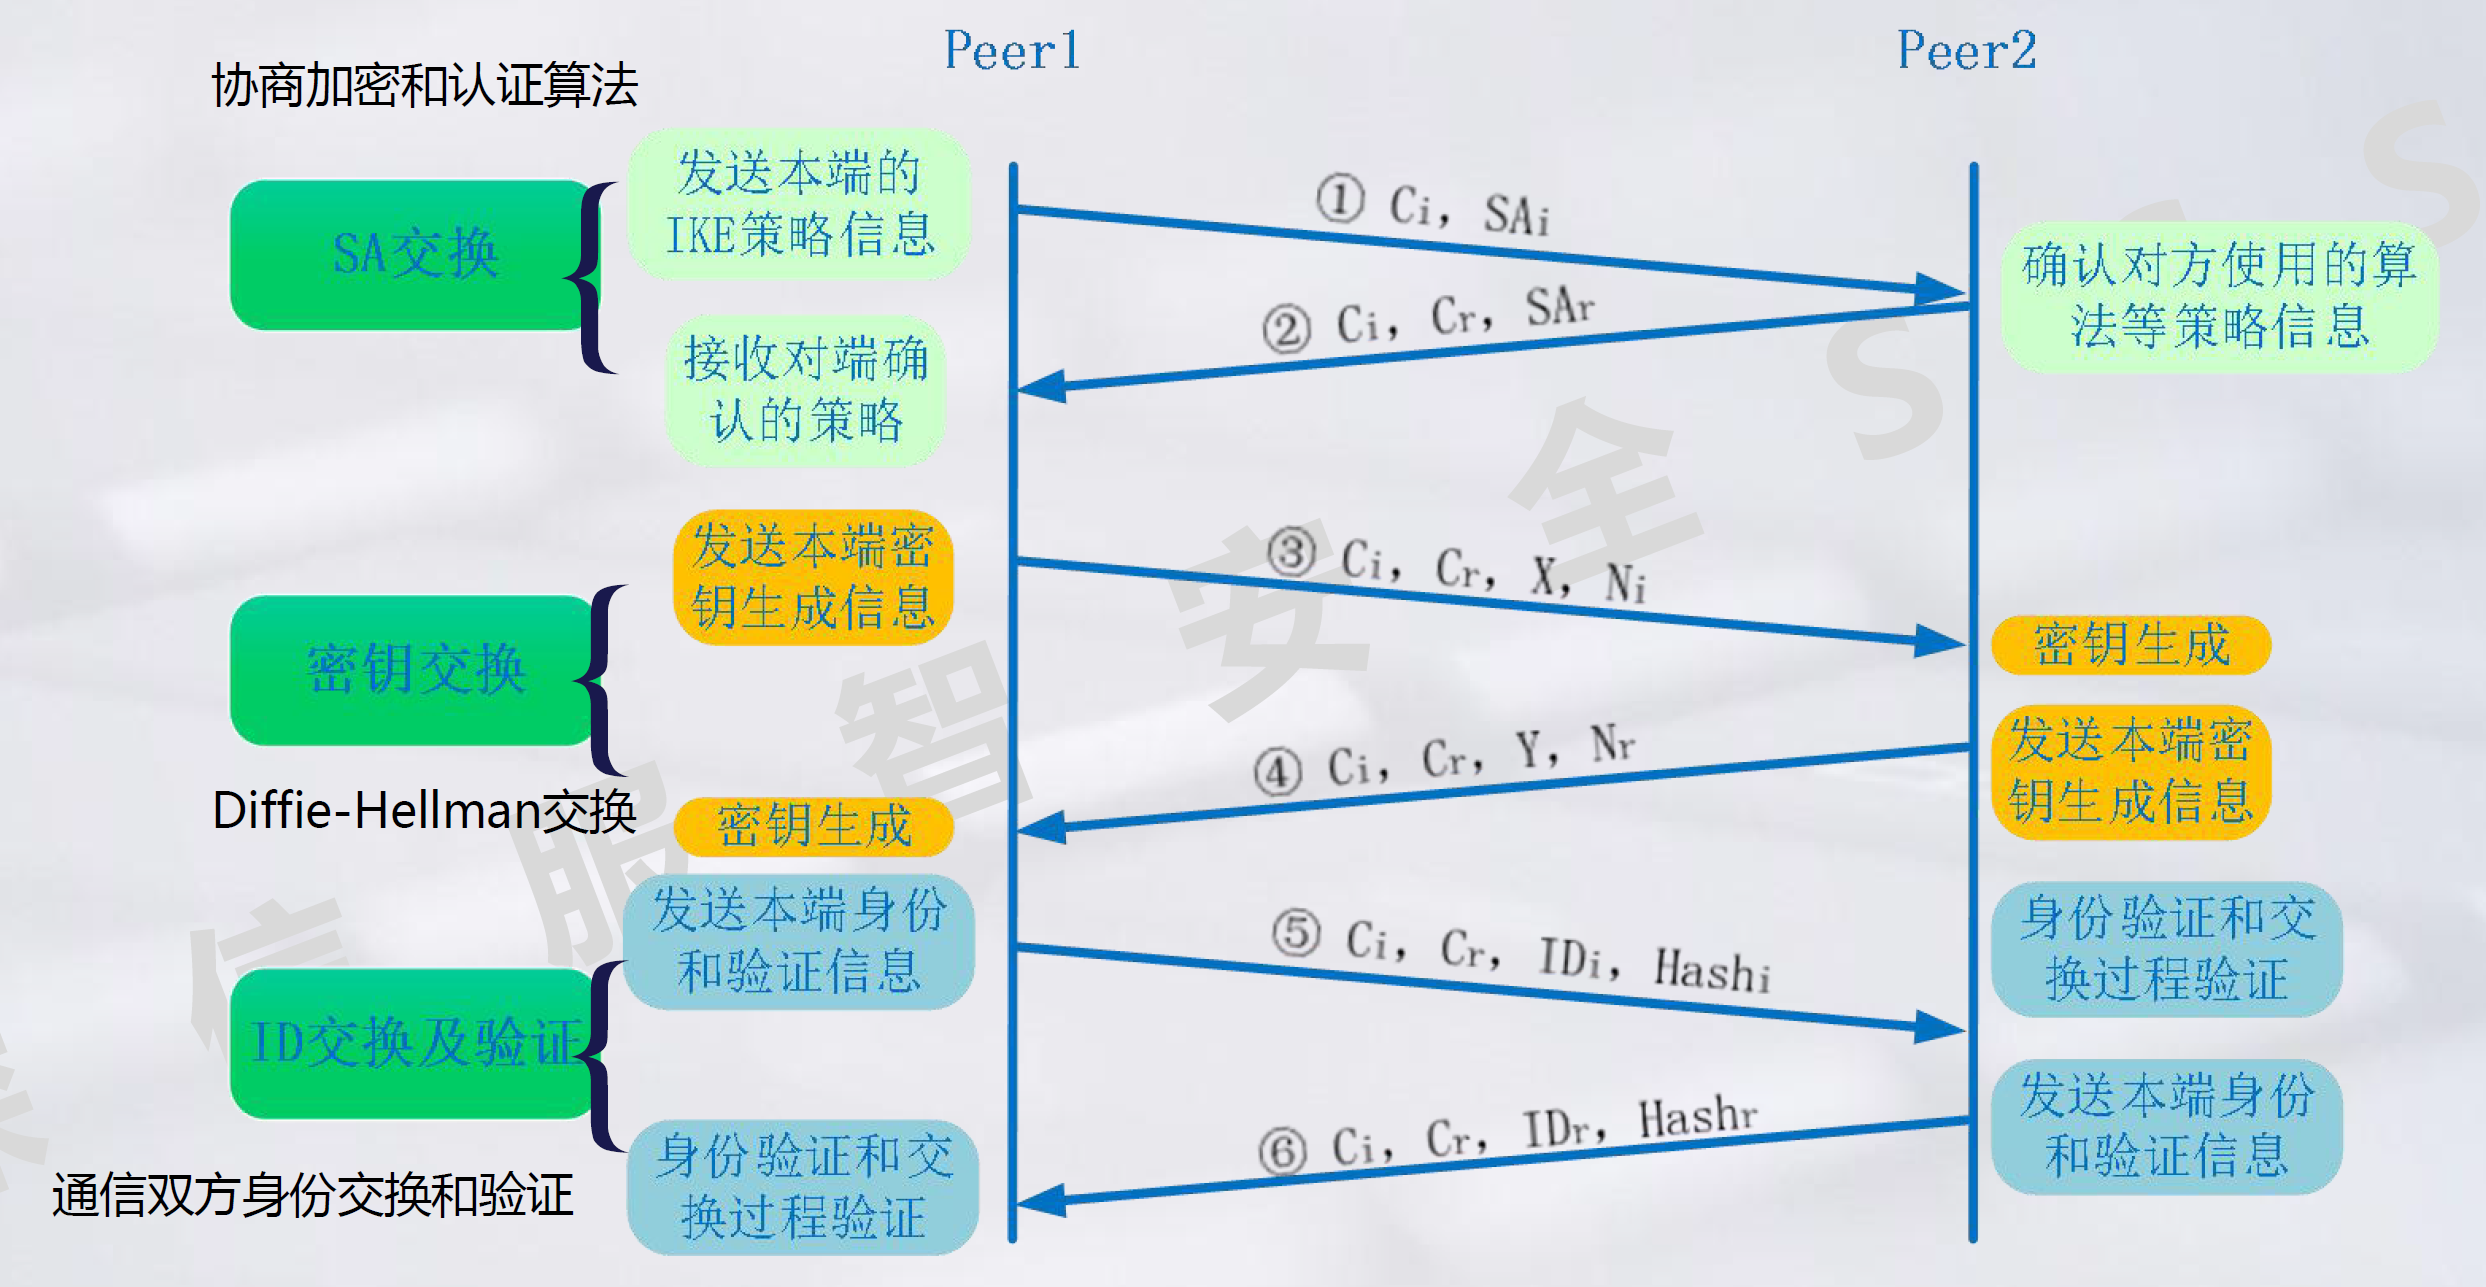 Peer1
Peer2
协商加密和认证算法
SA交换
发送本端的
IKE策略信息
① Ci, SAi
确认对方使用的算
法等策略信息
② Ci, Cr, SAr
接收对端确
认的策略
密钥交换
发送本端密
钥生成信息
③ Ci, Cr, X, Ni
密钥生成
发送本端密
钥生成信息
④ Ci, Cr, Y, Nr
Diffie-Hellman交换
密钥生成
ID交换及验证
发送本端身份
和验证信息
⑤ Ci, Cr, IDi, Hashi
身份验证和交
换过程验证
发送本端身份
和验证信息
⑥ Ci, Cr, IDr, Hashr
身份验证和交
换过程验证
通信双方身份交换和验证
信服智安全SSS